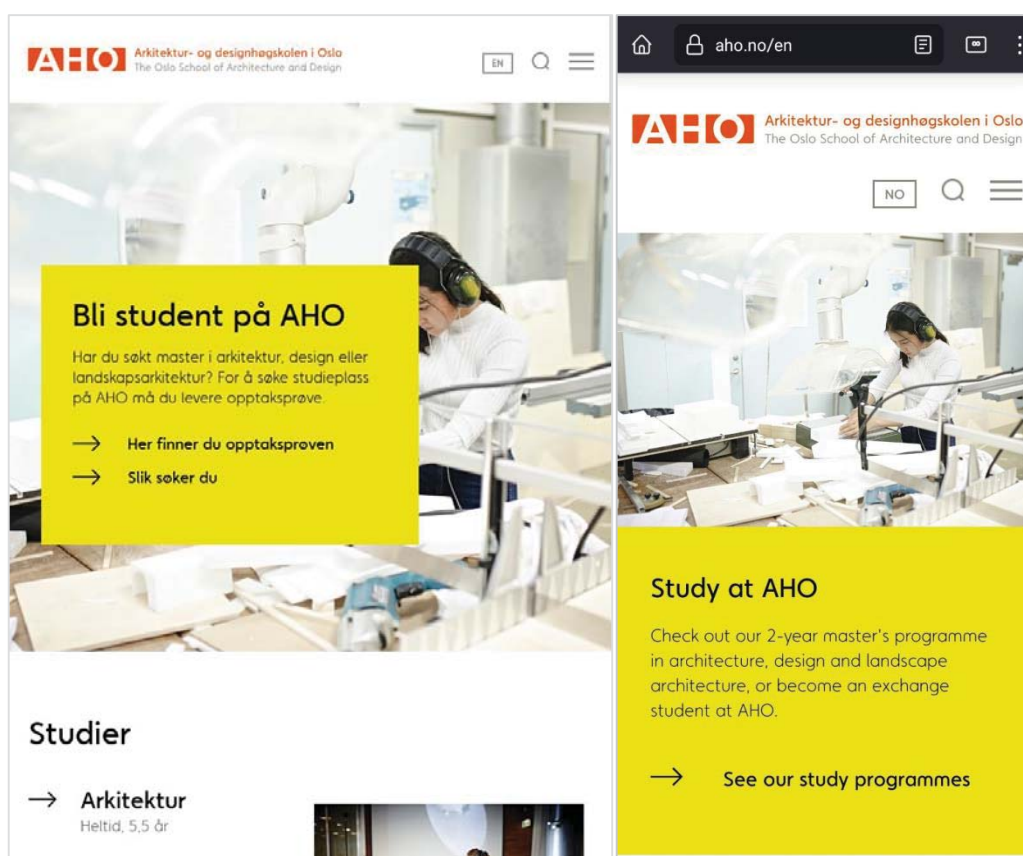 AHO
Arkitektur- og designhøgskolen i Oslo
The Oslo School of Architecture and Design
EN
Bli student på AHO
Har du søkt master i arkitektur, design eller
landskapsarkitektur? For å søke studieplass
på AHO må du levere opptaksprøve.
→ Her finner du opptaksprøven
→ Slik søker du
Studier
→ Arkitektur
Heltid, 5,5 år
aho.no/en
AHO
Arkitektur- og designhøgskolen i Oslo
The Oslo School of Architecture and Design
NO
Study at AHO
Check out our 2-year master's programme
in architecture, design and landscape
architecture, or become an exchange
student at AHO.
→ See our study programmes